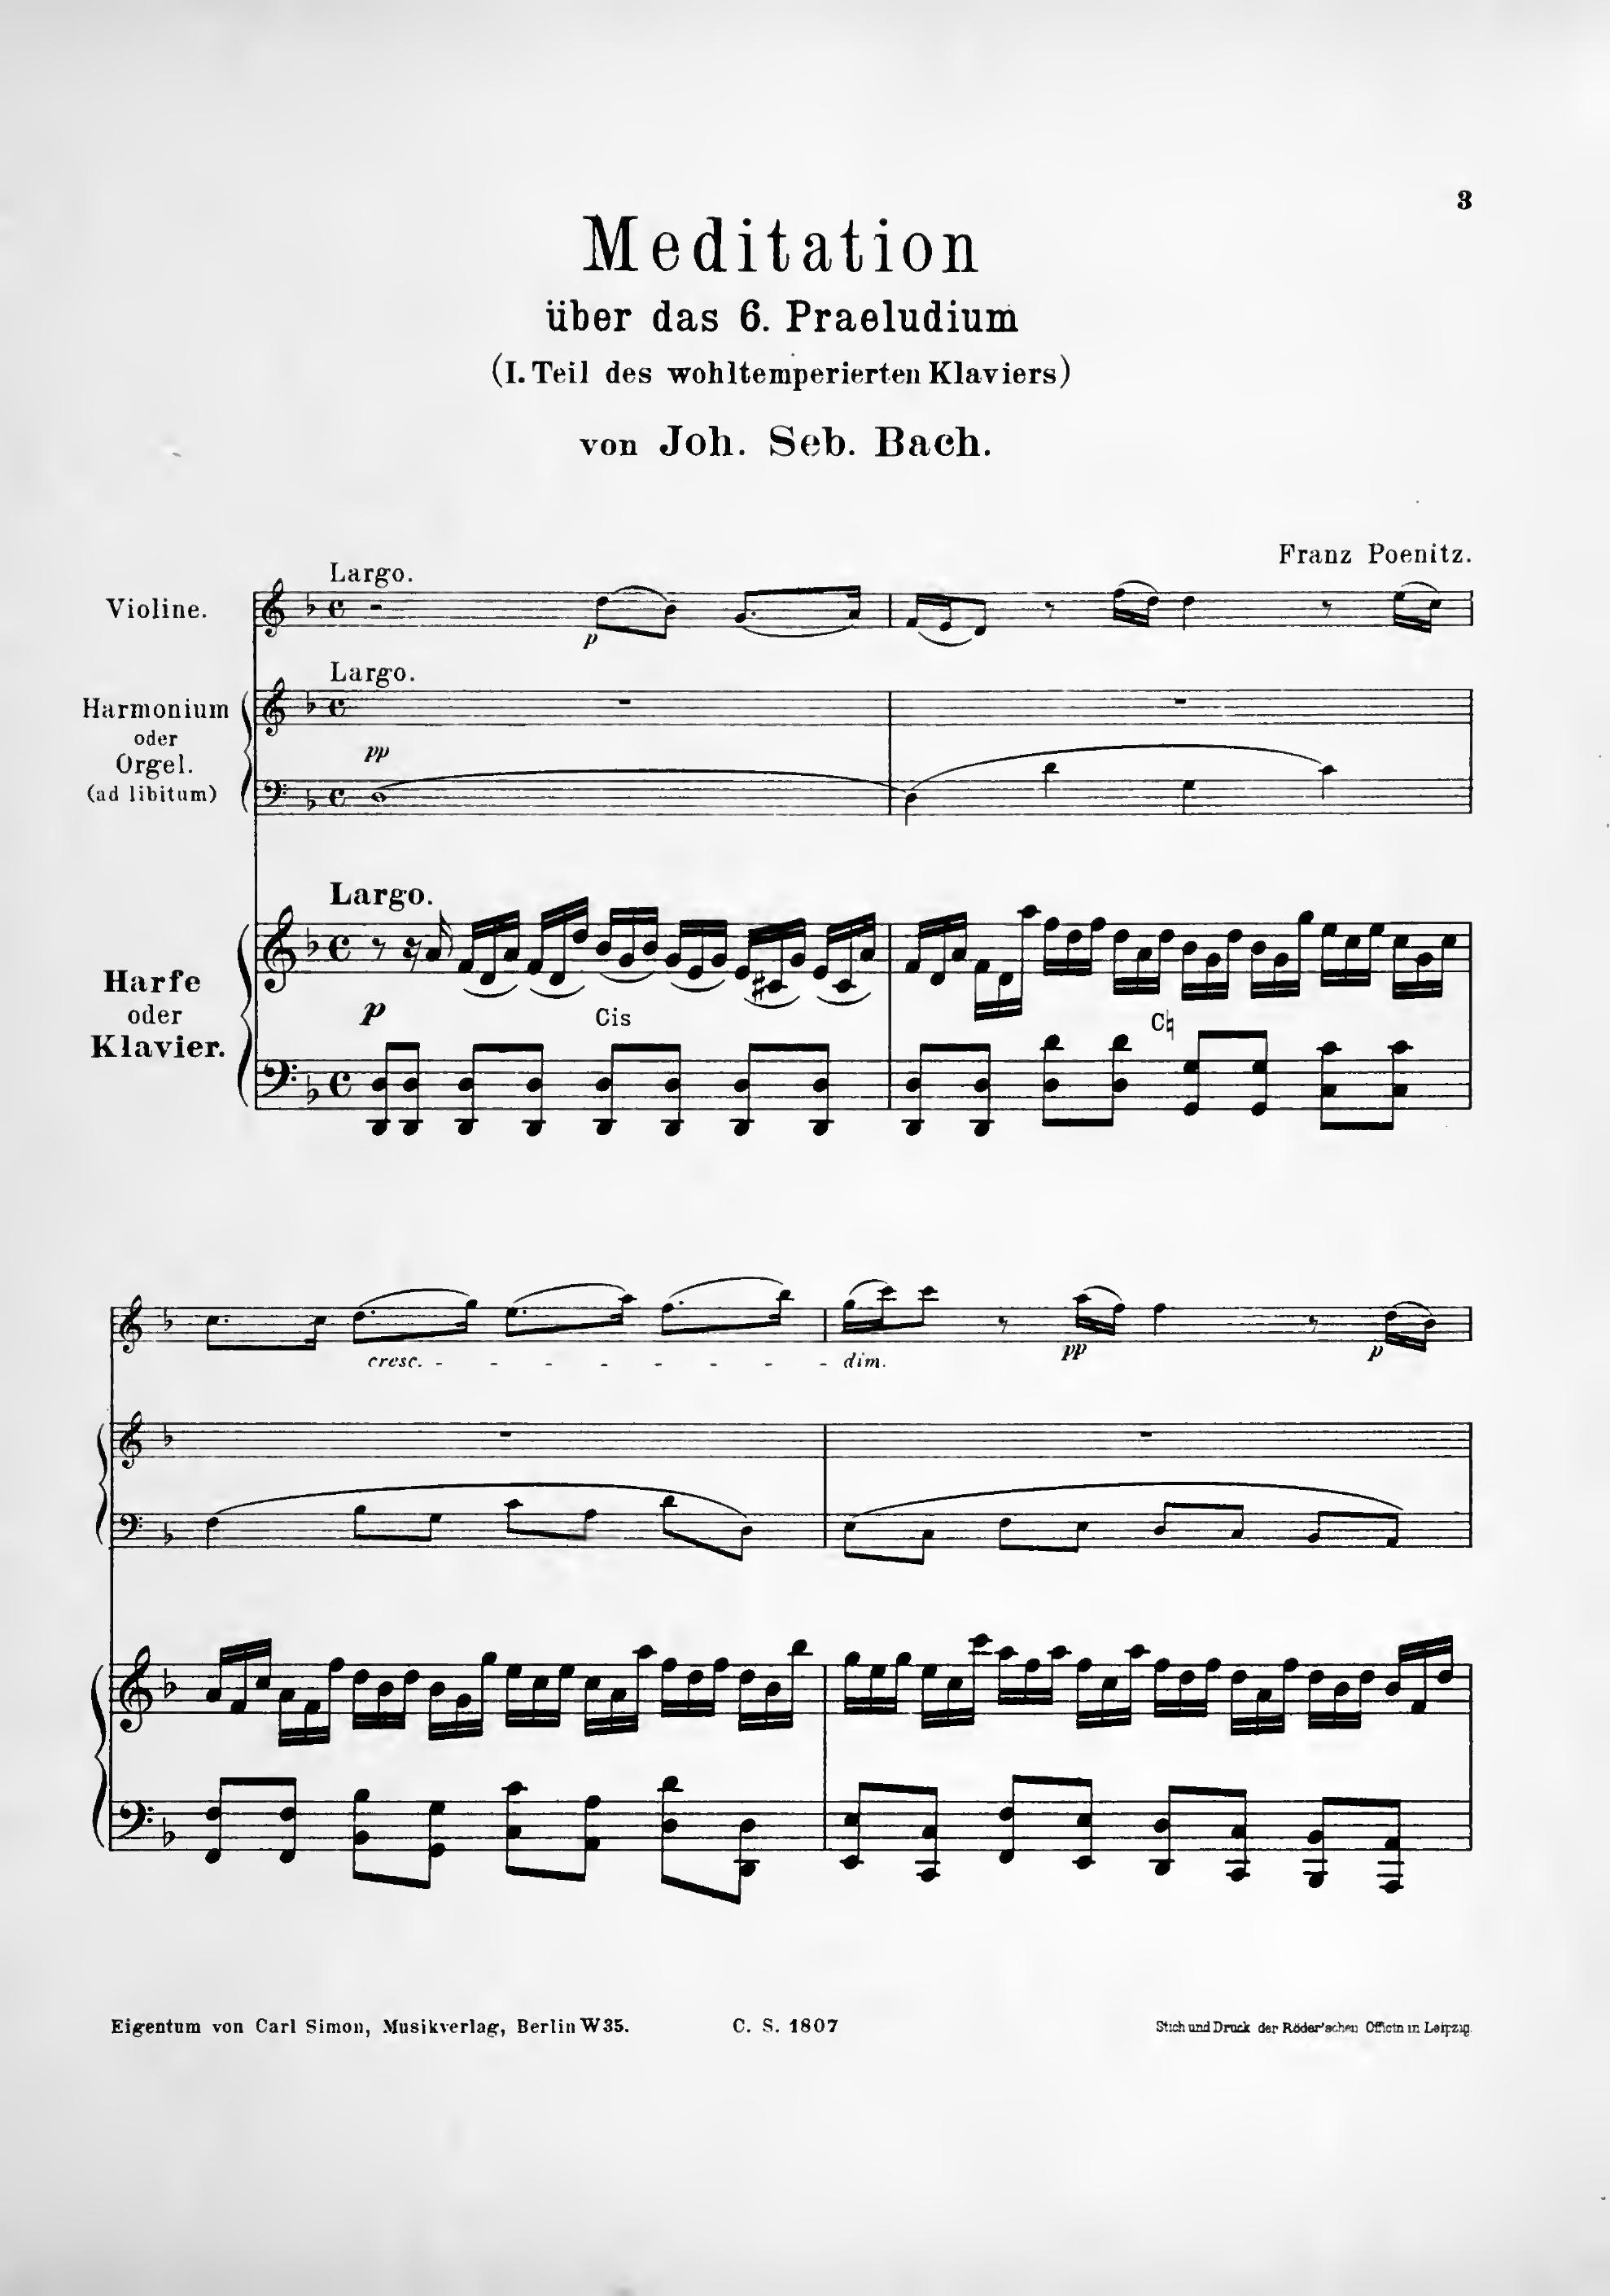 3
Meditation
über das 6. Praeludium
(I. Teil des wohltemperierten Klaviers)
von Joh. Seb. Bach.
Franz Poenitz.
Largo.
Violine.
p
Largo.
Harmonium
oder
Orgel.
(ad libitum)
pp
Largo.
Harfe
oder
Klavier.
p
Cis
C♮
cresc. - - - - - - - dim.
pp
p
Eigentum von Carl Simon, Musikverlag, Berlin W 35.
C. S. 1807
Stich und Druck der Röder'schen Officin in Leipzig.